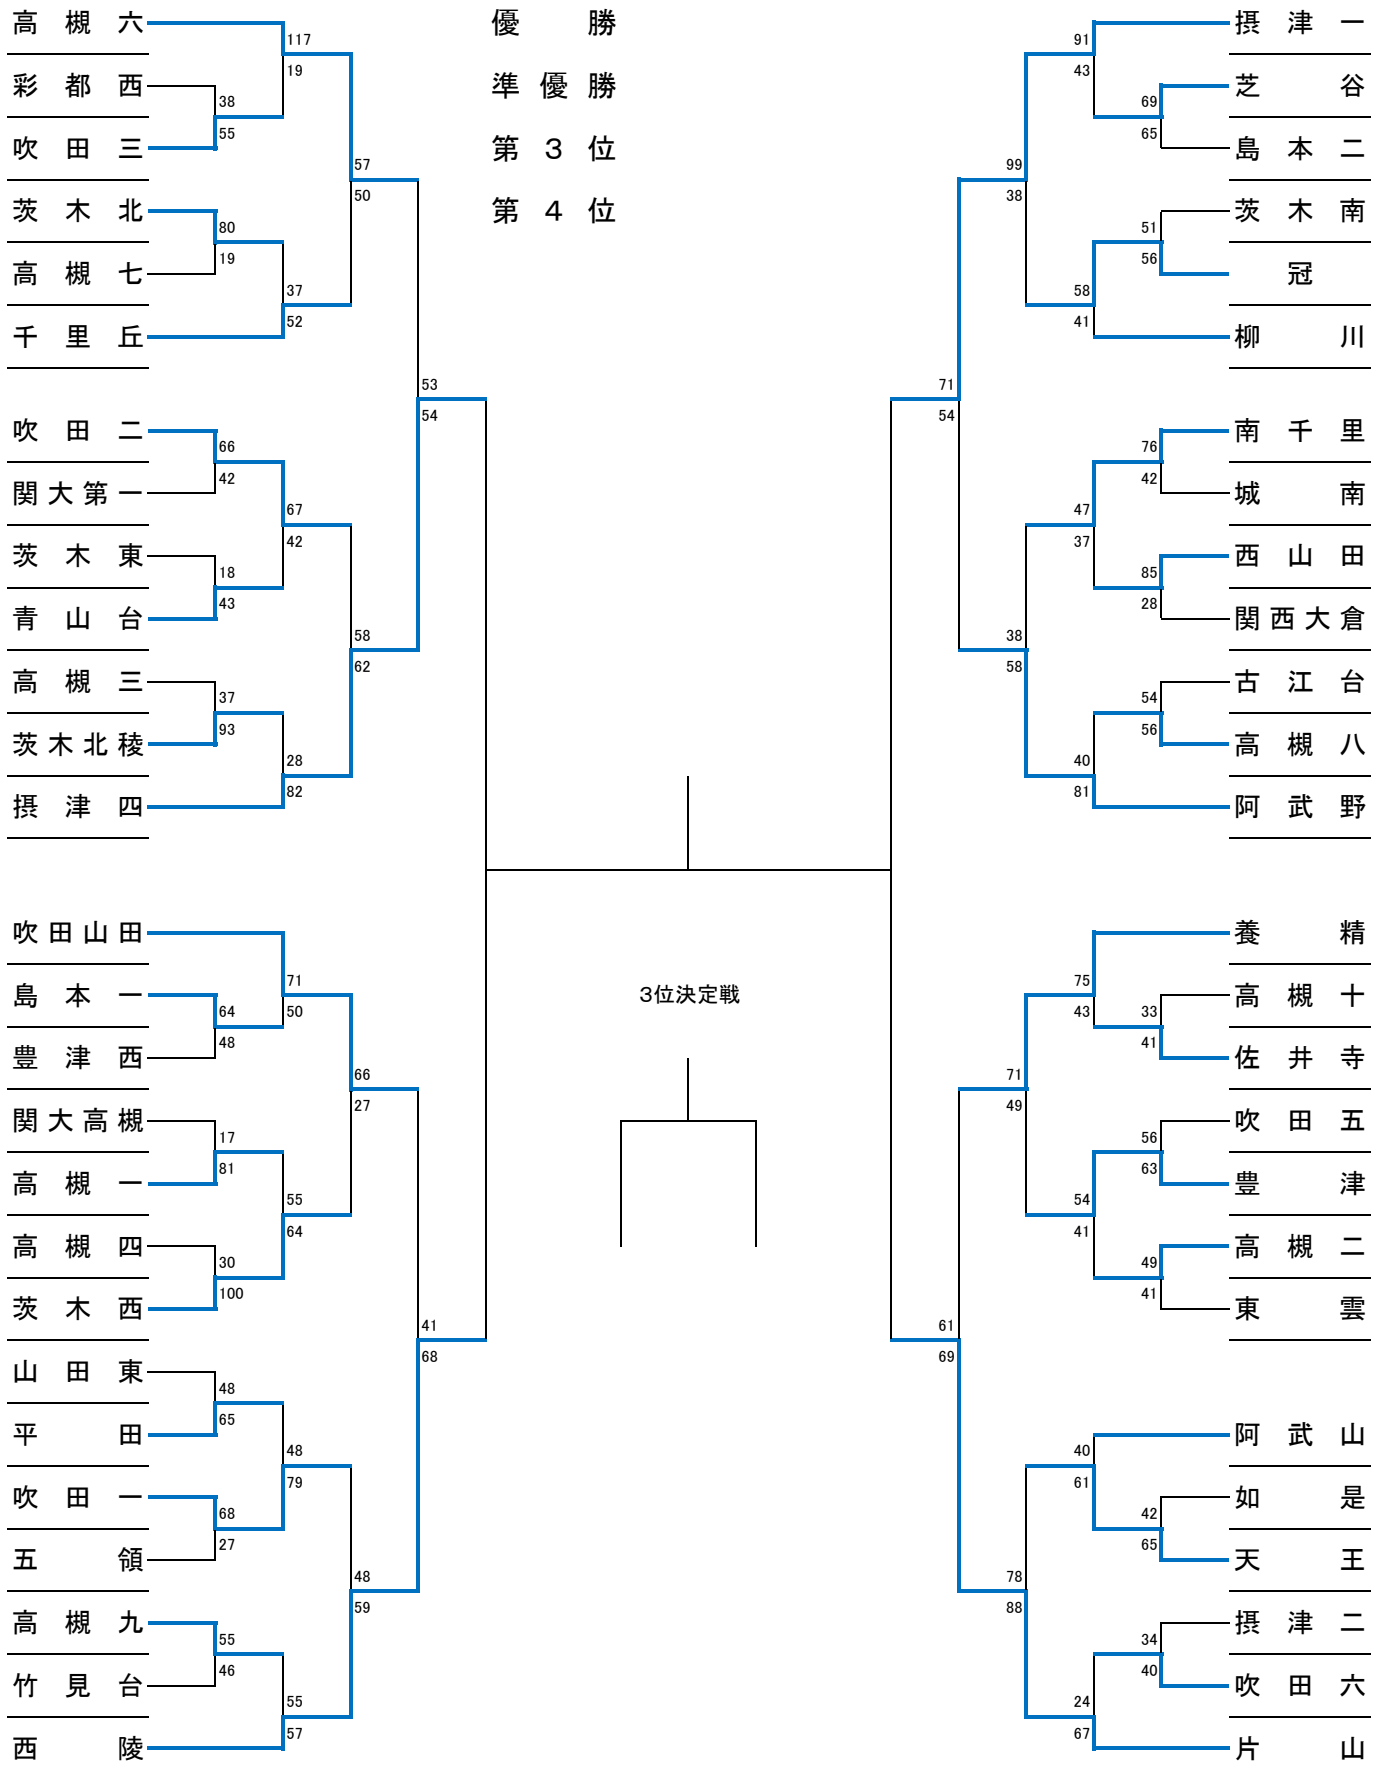 優勝
準優勝
第３位
第４位
高槻六
彩都西
吹田三
茨木北
高槻七
千里丘
117
19
38
55
80
19
37
52
57
50
吹田二
関大第一
茨木東
青山台
高槻三
茨木北稜
摂津四
66
42
18
43
67
42
37
93
28
82
58
62
53
54
吹田山田
島本一
豊津西
関大高槻
高槻一
高槻四
茨木西
71
50
64
48
17
81
30
100
55
64
66
27
山田東
平田
吹田一
五領
高槻九
竹見台
西陵
48
65
68
27
48
79
55
46
55
57
48
59
41
68
3位決定戦
摂津一
芝谷
島本二
茨木南
冠
柳川
91
43
69
65
51
56
58
41
99
38
南千里
城南
西山田
関西大倉
古江台
高槻八
阿武野
76
42
85
28
47
37
54
56
40
81
38
58
71
54
養精
高槻十
佐井寺
吹田五
豊津
高槻二
東雲
75
43
33
41
56
63
49
41
54
41
71
49
阿武山
如是
天王
摂津二
吹田六
片山
40
61
42
65
34
40
24
67
78
88
61
69